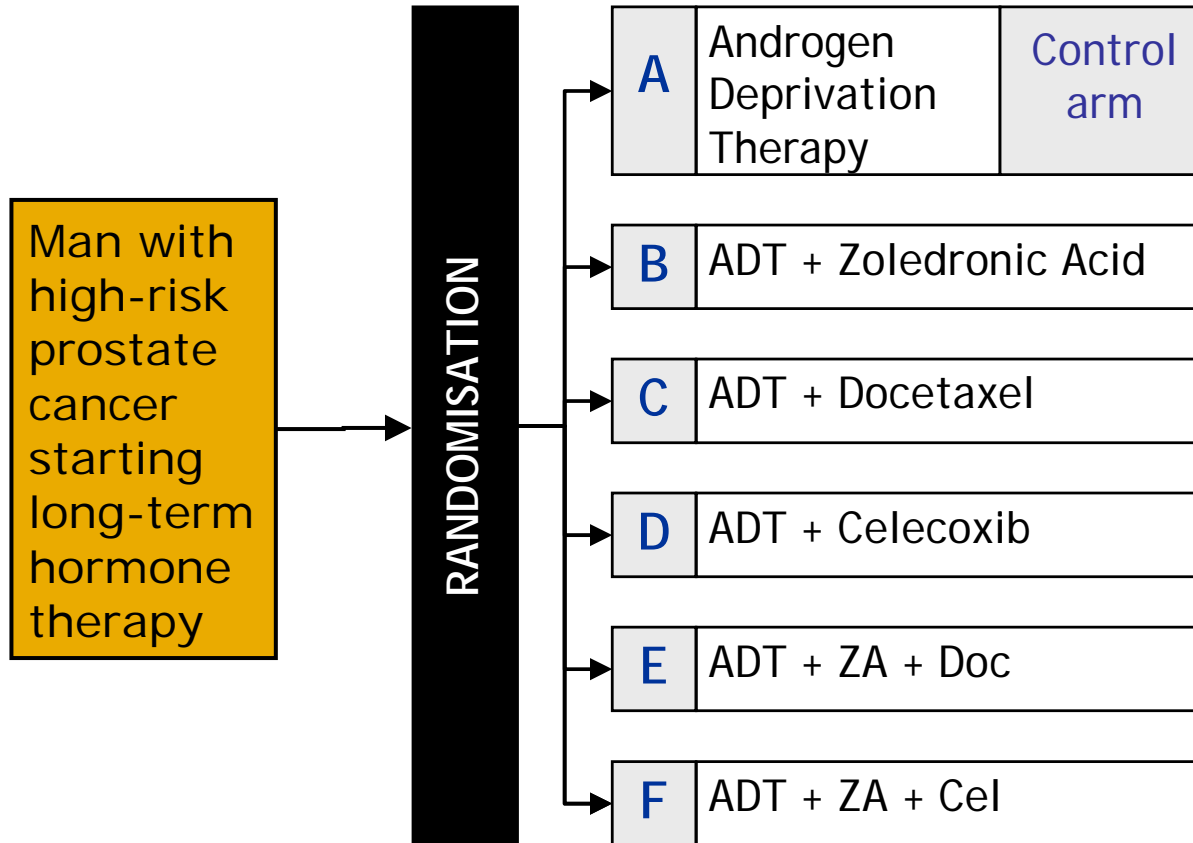 Man with
high-risk
prostate
cancer
starting
long-term
hormone
therapy
RANDOMISATION
A
Androgen
Deprivation
Therapy
Control
arm
B
ADT + Zoledronic Acid
C
ADT + Docetaxel
D
ADT + Celecoxib
E
ADT + ZA + Doc
F
ADT + ZA + Cel